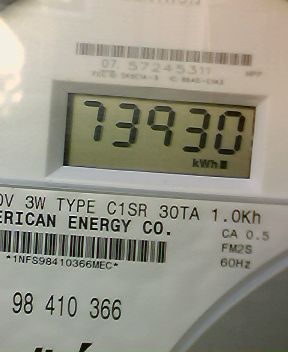 07 57245311
73930
kWh
0V 3W TYPE C1SR 30TA 1.0Kh
ERICAN ENERGY CO.
CA 0.5
FM2S
*1NFS98410366MEC*
60Hz
98 410 366